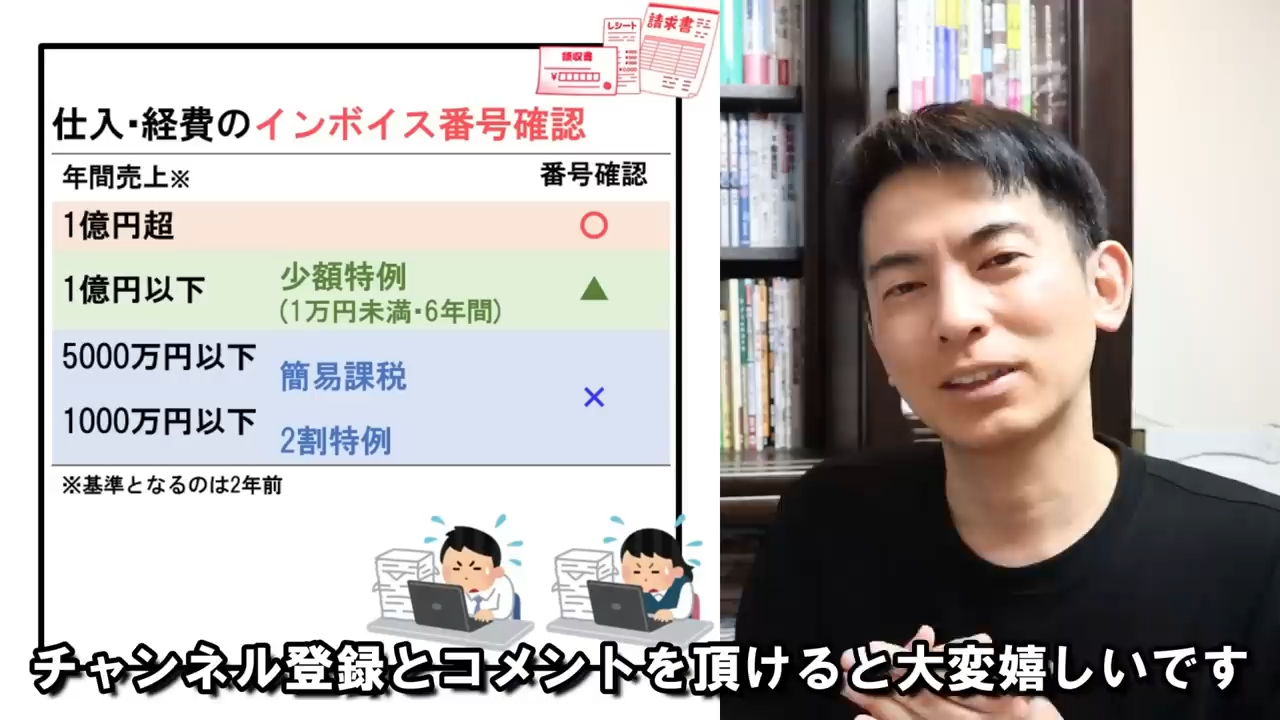 レシート
請求書
領収書
仕入・経費のインボイス番号確認
年間売上※ 番号確認
1億円超 ○
1億円以下 少額特例 ▲
(1万円未満・6年間)
5000万円以下 簡易課税 ×
1000万円以下 2割特例
※基準となるのは2年前
チャンネル登録とコメントを頂けると大変嬉しいです